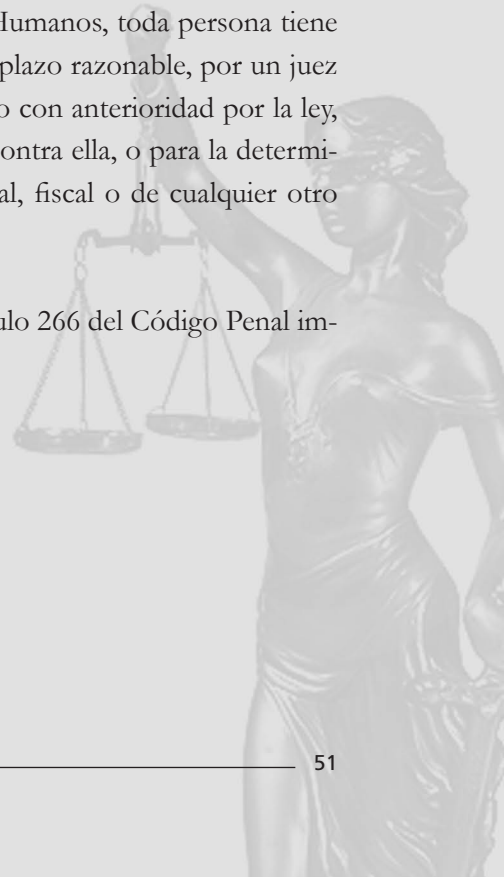 Humanos, toda persona tiene
plazo razonable, por un juez
o con anterioridad por la ley,
ontra ella, o para la determi-
al, fiscal o de cualquier otro
ulo 266 del Código Penal im-
51